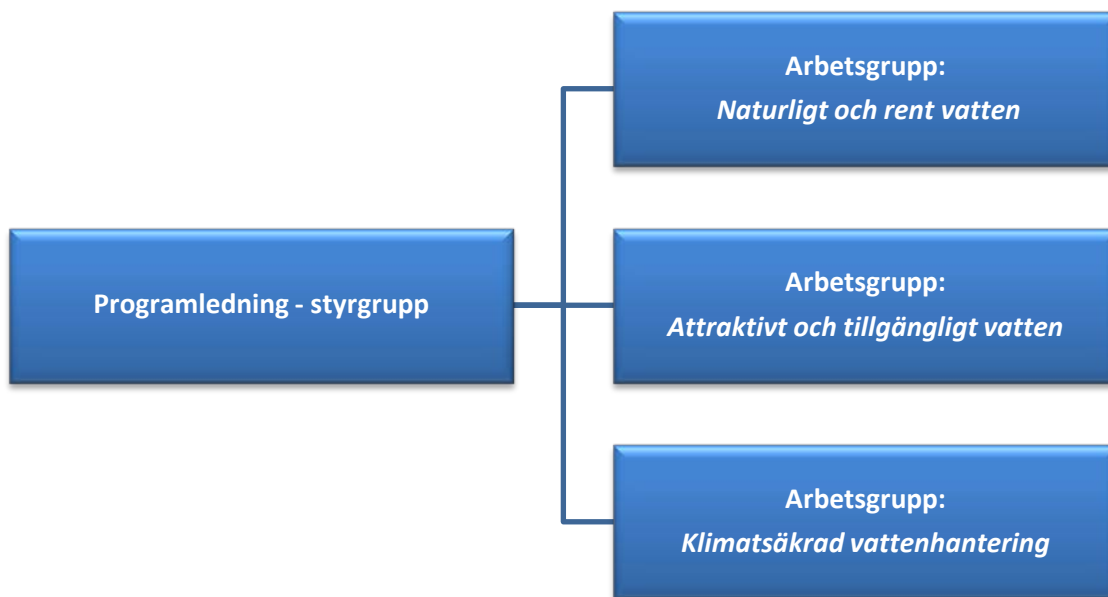 Arbetsgrupp:
Naturligt och rent vatten
Programledning - styrgrupp
Arbetsgrupp:
Attraktivt och tillgängligt vatten
Arbetsgrupp:
Klimatsäkrad vattenhantering